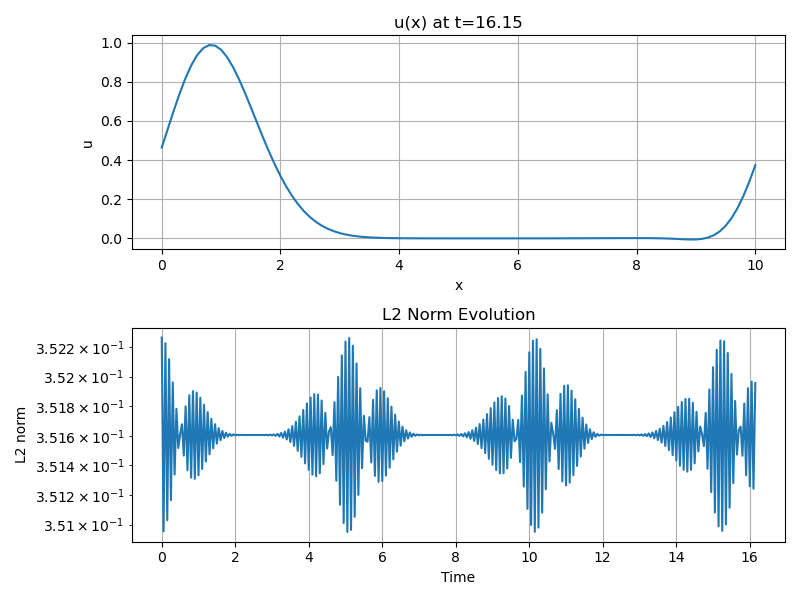 u(x) at t=16.15
1.0
0.8
0.6
0.4
0.2
0.0
u
0 2 4 6 8 10
x
L2 Norm Evolution
3.522 × 10⁻¹
3.52 × 10⁻¹
3.518 × 10⁻¹
3.516 × 10⁻¹
3.514 × 10⁻¹
3.512 × 10⁻¹
3.51 × 10⁻¹
L2 norm
0 2 4 6 8 10 12 14 16
Time